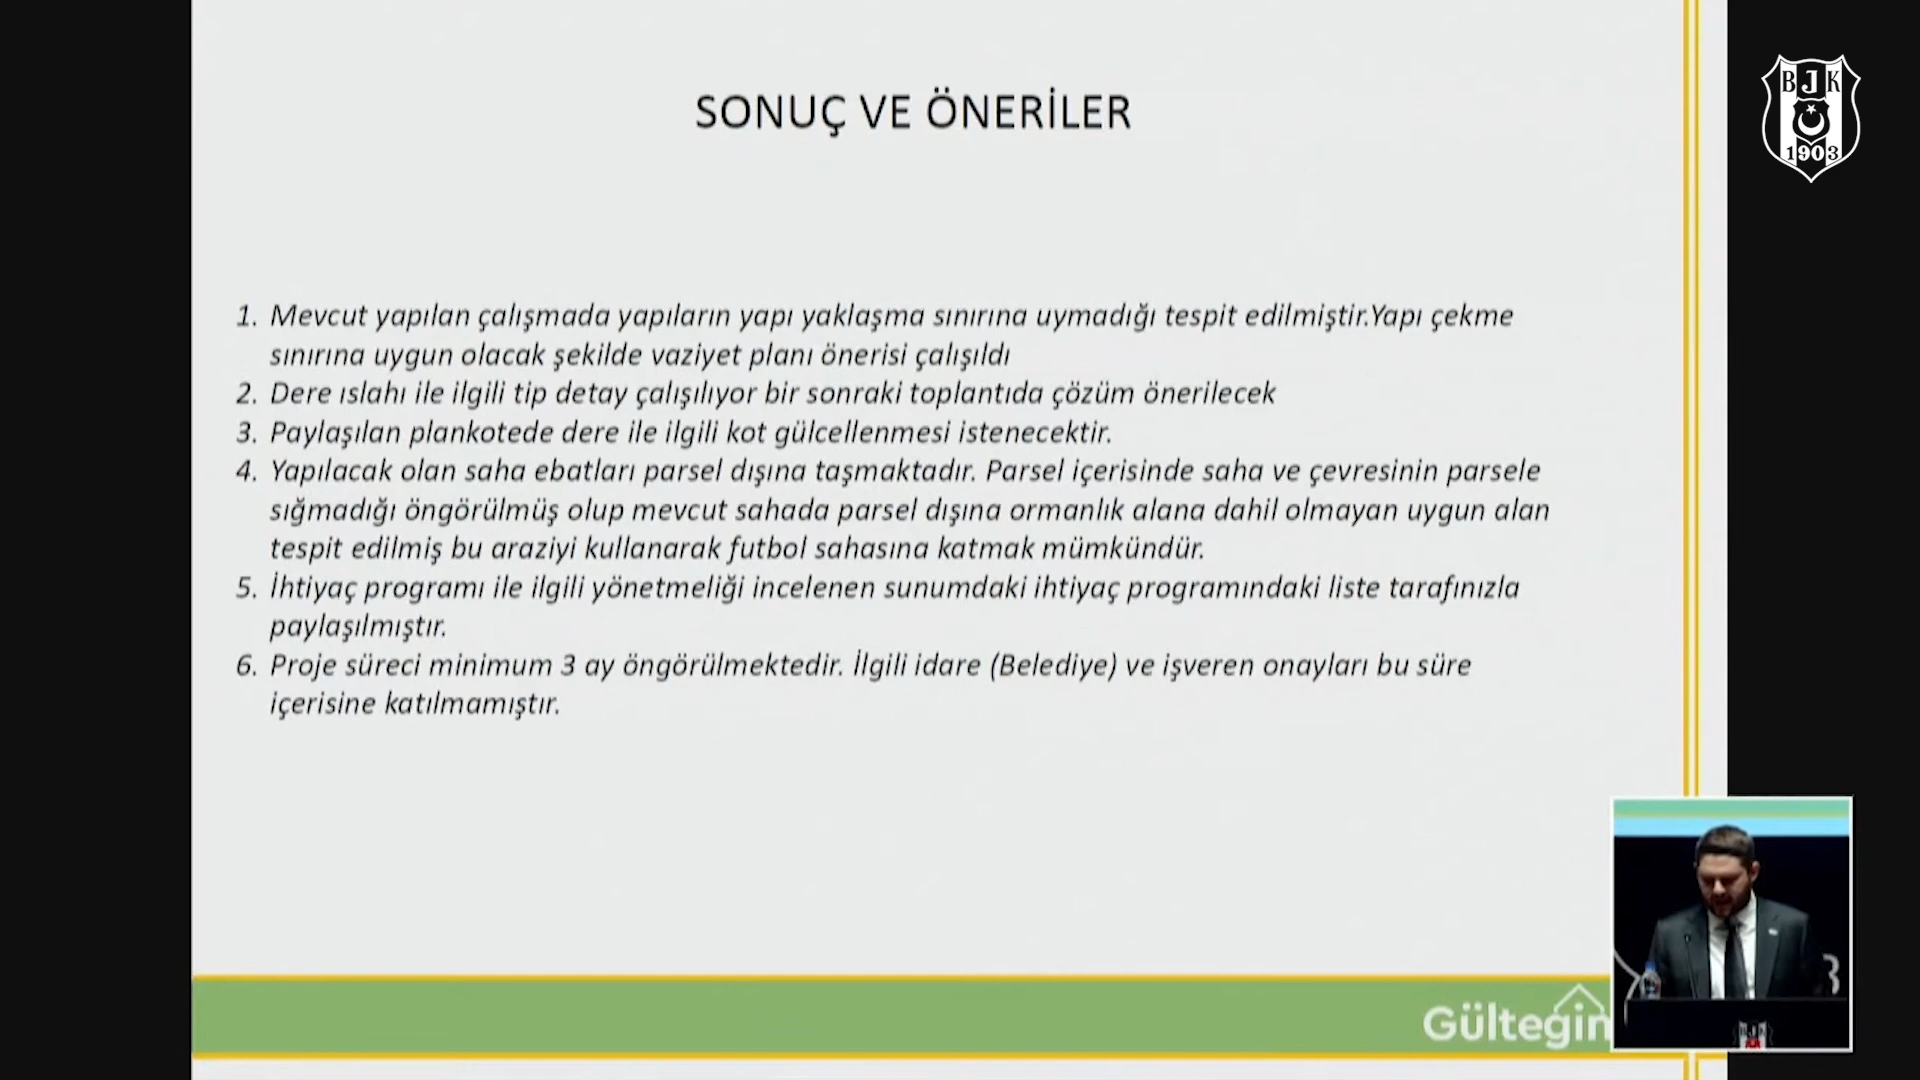 SONUÇ VE ÖNERİLER
BJK
1903
1. Mevcut yapılan çalışmada yapıların yapı yaklaşma sınırına uymadığı tespit edilmiştir.Yapı çekme
sınırına uygun olacak şekilde vaziyet planı önerisi çalışıldı
2. Dere ıslahı ile ilgili tip detay çalışılıyor bir sonraki toplantıda çözüm önerilecek
3. Paylaşılan plankotede dere ile ilgili kot gülcellenmesi istenecektir.
4. Yapılacak olan saha ebatları parsel dışına taşmaktadır. Parsel içerisinde saha ve çevresinin parsele
sığmadığı öngörülmüş olup mevcut sahada parsel dışına ormanlık alana dahil olmayan uygun alan
tespit edilmiş bu araziyi kullanarak futbol sahasına katmak mümkündür.
5. İhtiyaç programı ile ilgili yönetmeliği incelenen sunumdaki ihtiyaç programındaki liste tarafınızla
paylaşılmıştır.
6. Proje süreci minimum 3 ay öngörülmektedir. İlgili idare (Belediye) ve işveren onayları bu süre
içerisine katılmamıştır.
Gültegin
3